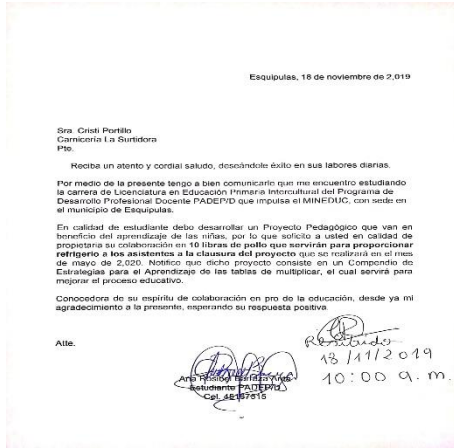 Esquipulas, 18 de noviembre de 2,019
Sra. Cristi Portillo
Carnicería La Surtidora
Pte.
Reciba un atento y cordial saludo, deseándole éxito en sus labores diarias.
Por medio de la presente tengo a bien comunicarle que me encuentro estudiando
la carrera de Licenciatura en Educación Primaria Intercultural del Programa de
Desarrollo Profesional Docente PADEP/D que impulsa el MINEDUC, con sede en
el municipio de Esquipulas.
En calidad de estudiante debo desarrollar un Proyecto Pedagógico que van en
beneficio del aprendizaje de las niñas, por lo que solicito a usted en calidad de
propietaria su colaboración en 10 libras de pollo que servirán para proporcionar
refrigerio a los asistentes a la clausura del proyecto que se realizará en el mes
de mayo de 2,020. Notifico que dicho proyecto consiste en un Compendio de
Estrategias para el Aprendizaje de las tablas de multiplicar, el cual servirá para
mejorar el proceso educativo.
Conocedora de su espíritu de colaboración en pro de la educación, desde ya mi
agradecimiento a la presente, esperando su respuesta positiva.
Recibido
Atte.
18/11/2019
10:00 a.m.
Ana
Estudiante PADEP/D
Cel.